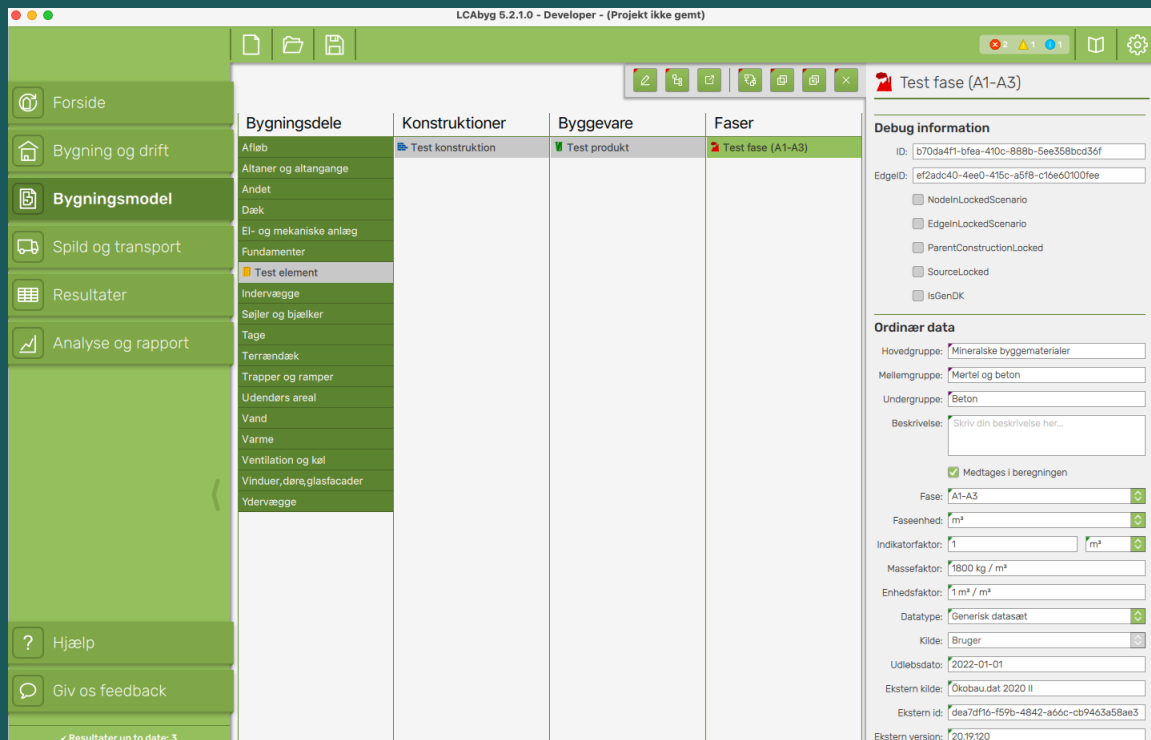 LCAbyg 5.2.1.0 - Developer - (Projekt ikke gemt)
2 1 1
Forside
Bygning og drift
Bygningsmodel
Spild og transport
Resultater
Analyse og rapport
? Hjælp
Giv os feedback
✓ Resultater up to date: 3
Bygningsdele
Afløb
Altaner og altangange
Andet
Dæk
El- og mekaniske anlæg
Fundamenter
Test element
Indervægge
Søjler og bjælker
Tage
Terrændæk
Trapper og ramper
Udendørs areal
Vand
Varme
Ventilation og køl
Vinduer,døre,glasfacader
Ydervægge
Konstruktioner
Test konstruktion
Byggevare
Test produkt
Faser
Test fase (A1-A3)
Test fase (A1-A3)
Debug information
ID: b70da4f1-bfea-410c-888b-5ee358bcd36f
EdgeID: ef2adc40-4ee0-415c-a5f8-c16e60100fee
NodeInLockedScenario
EdgeInLockedScenario
ParentConstructionLocked
SourceLocked
IsGenDK
Ordinær data
Hovedgruppe: Mineralske byggematerialer
Mellemgruppe: Mørtel og beton
Undergruppe: Beton
Beskrivelse: Skriv din beskrivelse her...
Medtages i beregningen
Fase: A1-A3
Faseenhed: m³
Indikatorfaktor: 1 m³
Massefaktor: 1800 kg / m³
Enhedsfaktor: 1 m³ / m³
Datatype: Generisk datasæt
Kilde: Bruger
Udløbsdato: 2022-01-01
Ekstern kilde: Ökobau.dat 2020 II
Ekstern id: dea7df16-f59b-4842-a66c-cb9463a58ae3
Ekstern version: 20.19.120